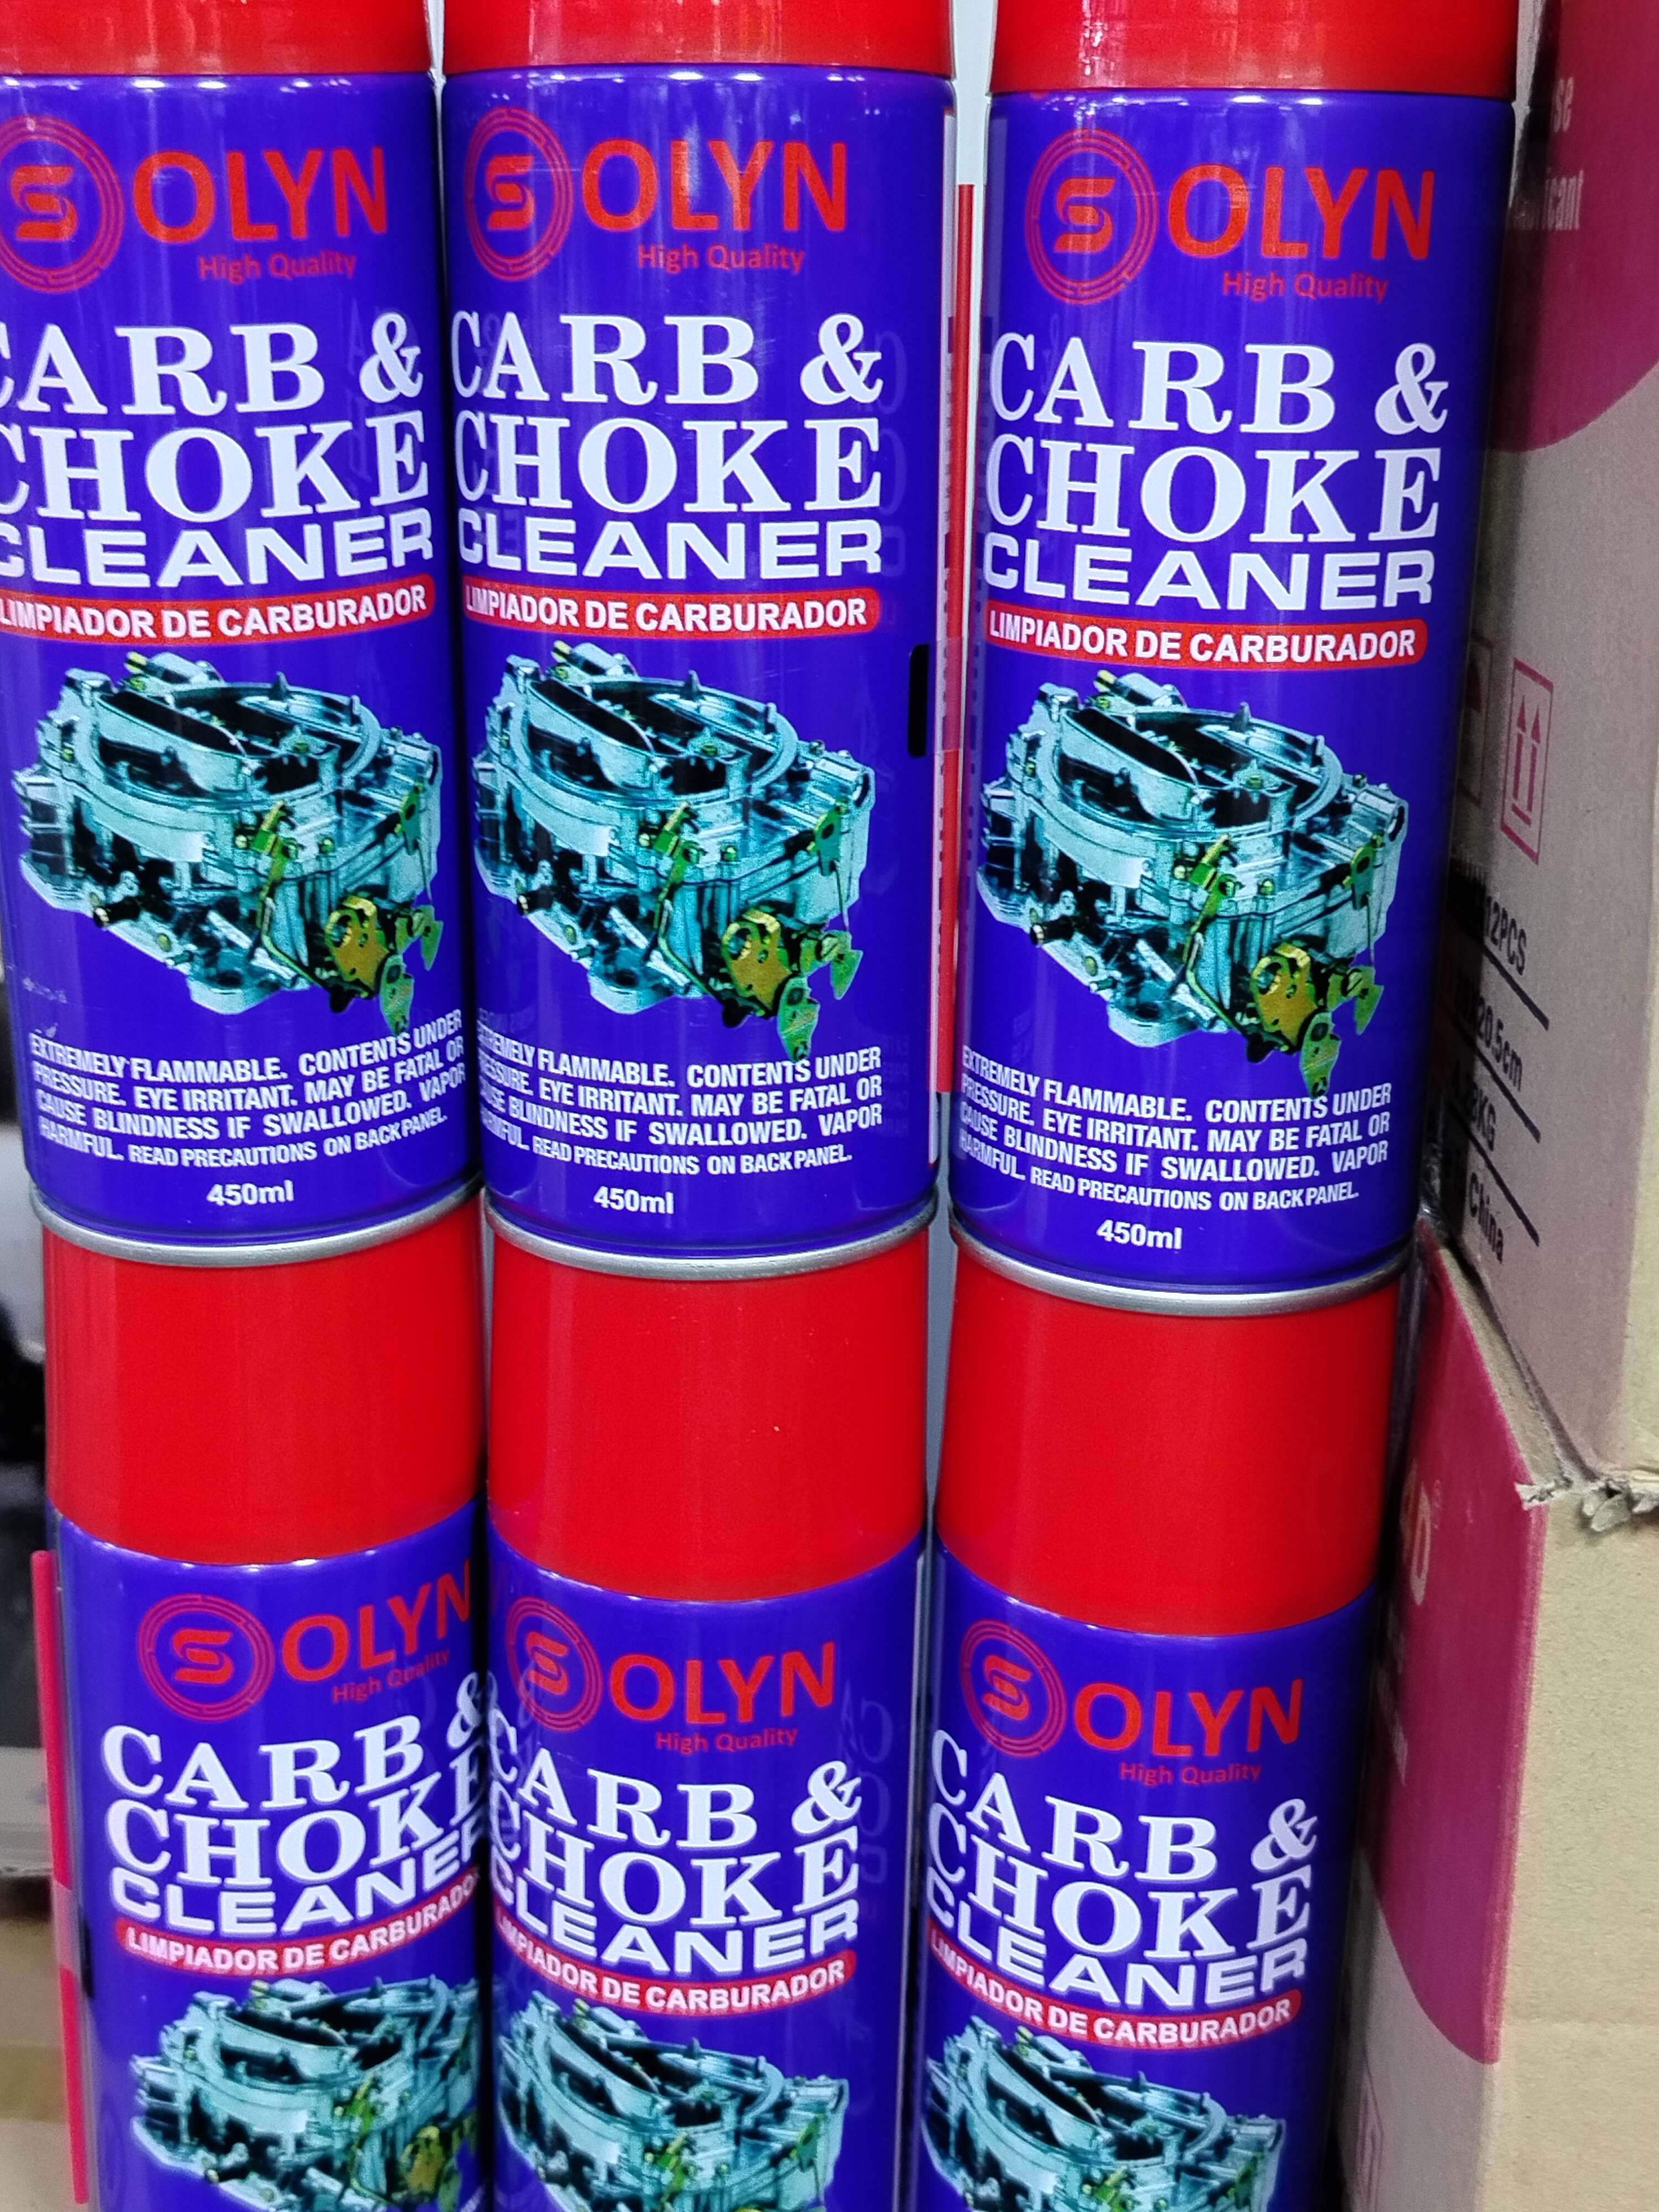 SOLYN
High Quality
CARB &
CHOKE
CLEANER
LIMPIADOR DE CARBURADOR
EXTREMELY FLAMMABLE. CONTENTS UNDER
PRESSURE. EYE IRRITANT. MAY BE FATAL OR
CAUSE BLINDNESS IF SWALLOWED. VAPOR
HARMFUL. READ PRECAUTIONS ON BACK PANEL.
450ml
SOLYN
High Quality
CARB &
CHOKE
CLEANER
LIMPIADOR DE CARBURADOR
EXTREMELY FLAMMABLE. CONTENTS UNDER
PRESSURE. EYE IRRITANT. MAY BE FATAL OR
CAUSE BLINDNESS IF SWALLOWED. VAPOR
HARMFUL. READ PRECAUTIONS ON BACK PANEL.
450ml
SOLYN
High Quality
CARB &
CHOKE
CLEANER
LIMPIADOR DE CARBURADOR
EXTREMELY FLAMMABLE. CONTENTS UNDER
PRESSURE. EYE IRRITANT. MAY BE FATAL OR
CAUSE BLINDNESS IF SWALLOWED. VAPOR
HARMFUL. READ PRECAUTIONS ON BACK PANEL.
450ml
12PCS
20.5cm
KG
China
SOLYN
High Quality
CARB &
CHOKE
CLEANER
LIMPIADOR DE CARBURADOR
SOLYN
High Quality
CARB &
CHOKE
CLEANER
LIMPIADOR DE CARBURADOR
SOLYN
High Quality
CARB &
CHOKE
CLEANER
LIMPIADOR DE CARBURADOR